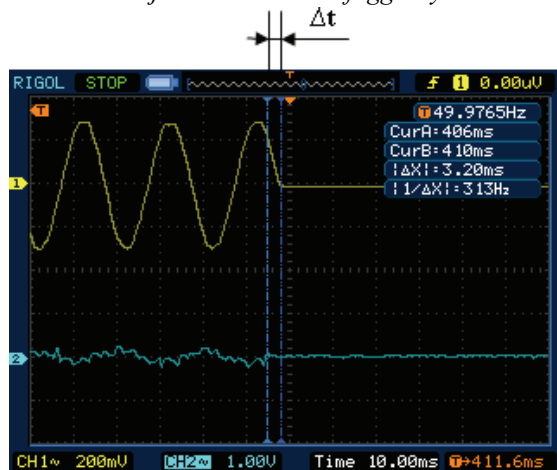 Δt
RIGOL STOP T f 1 0.00uV
T T 49.9765Hz
CurA=406ms
CurB=410ms
|ΔX|=3.20ms
|1/ΔX|=313Hz
1
2
CH1~ 200mV CH2~ 1.00V Time 10.00ms T→411.6ms